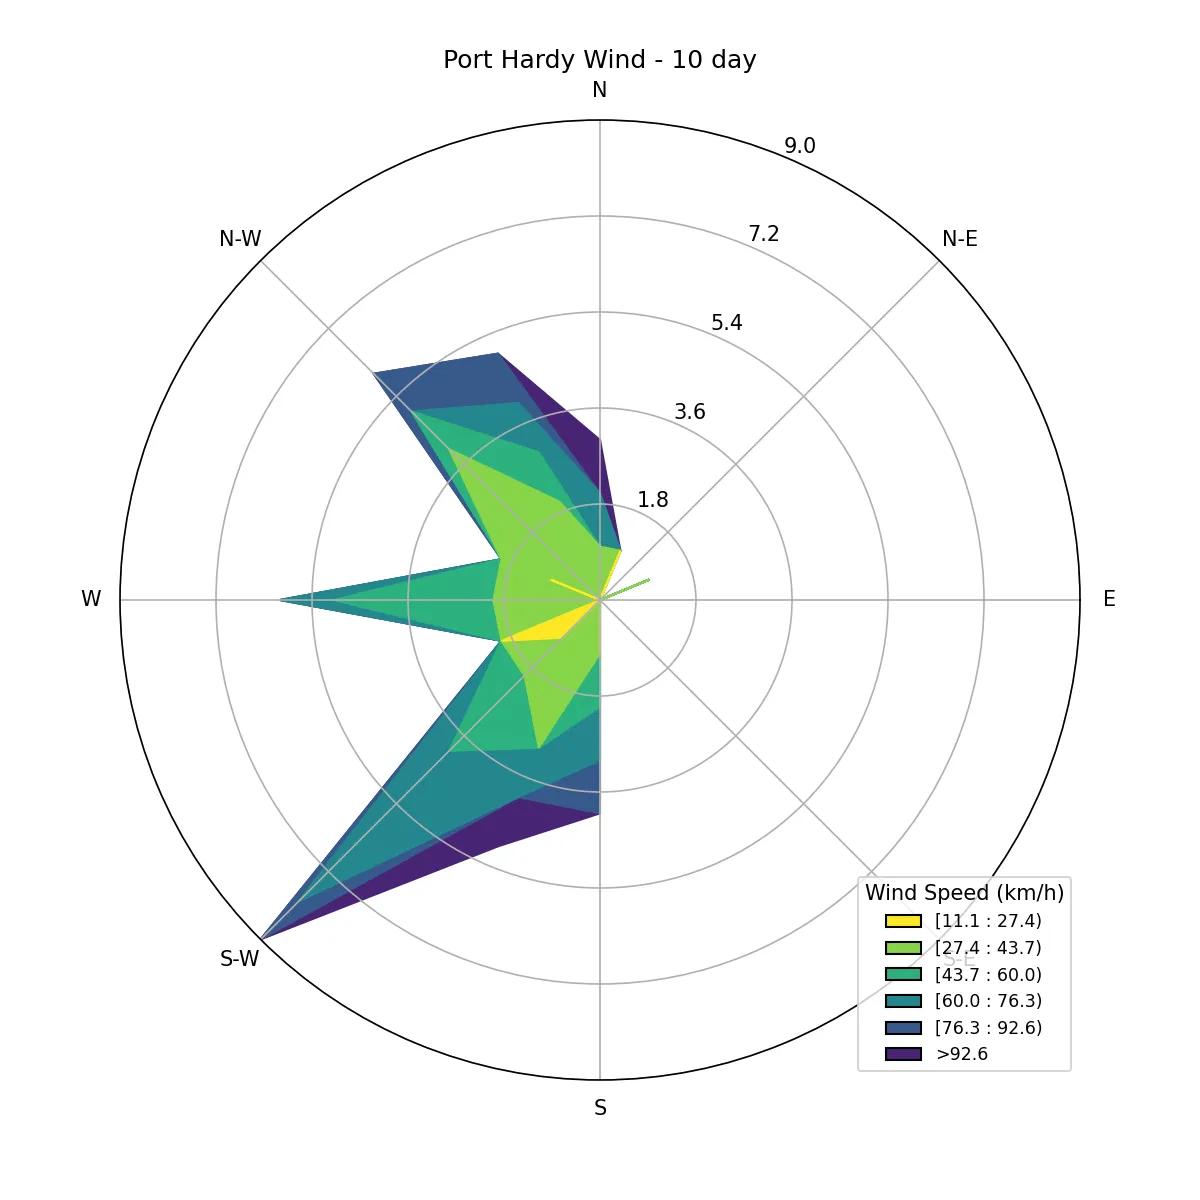 Port Hardy Wind - 10 day
N
9.0
N-W
N-E
7.2
5.4
3.6
1.8
W
E
Wind Speed (km/h)
[11.1 : 27.4)
[27.4 : 43.7)
S-W
S-E
[43.7 : 60.0)
[60.0 : 76.3)
[76.3 : 92.6)
>92.6
S